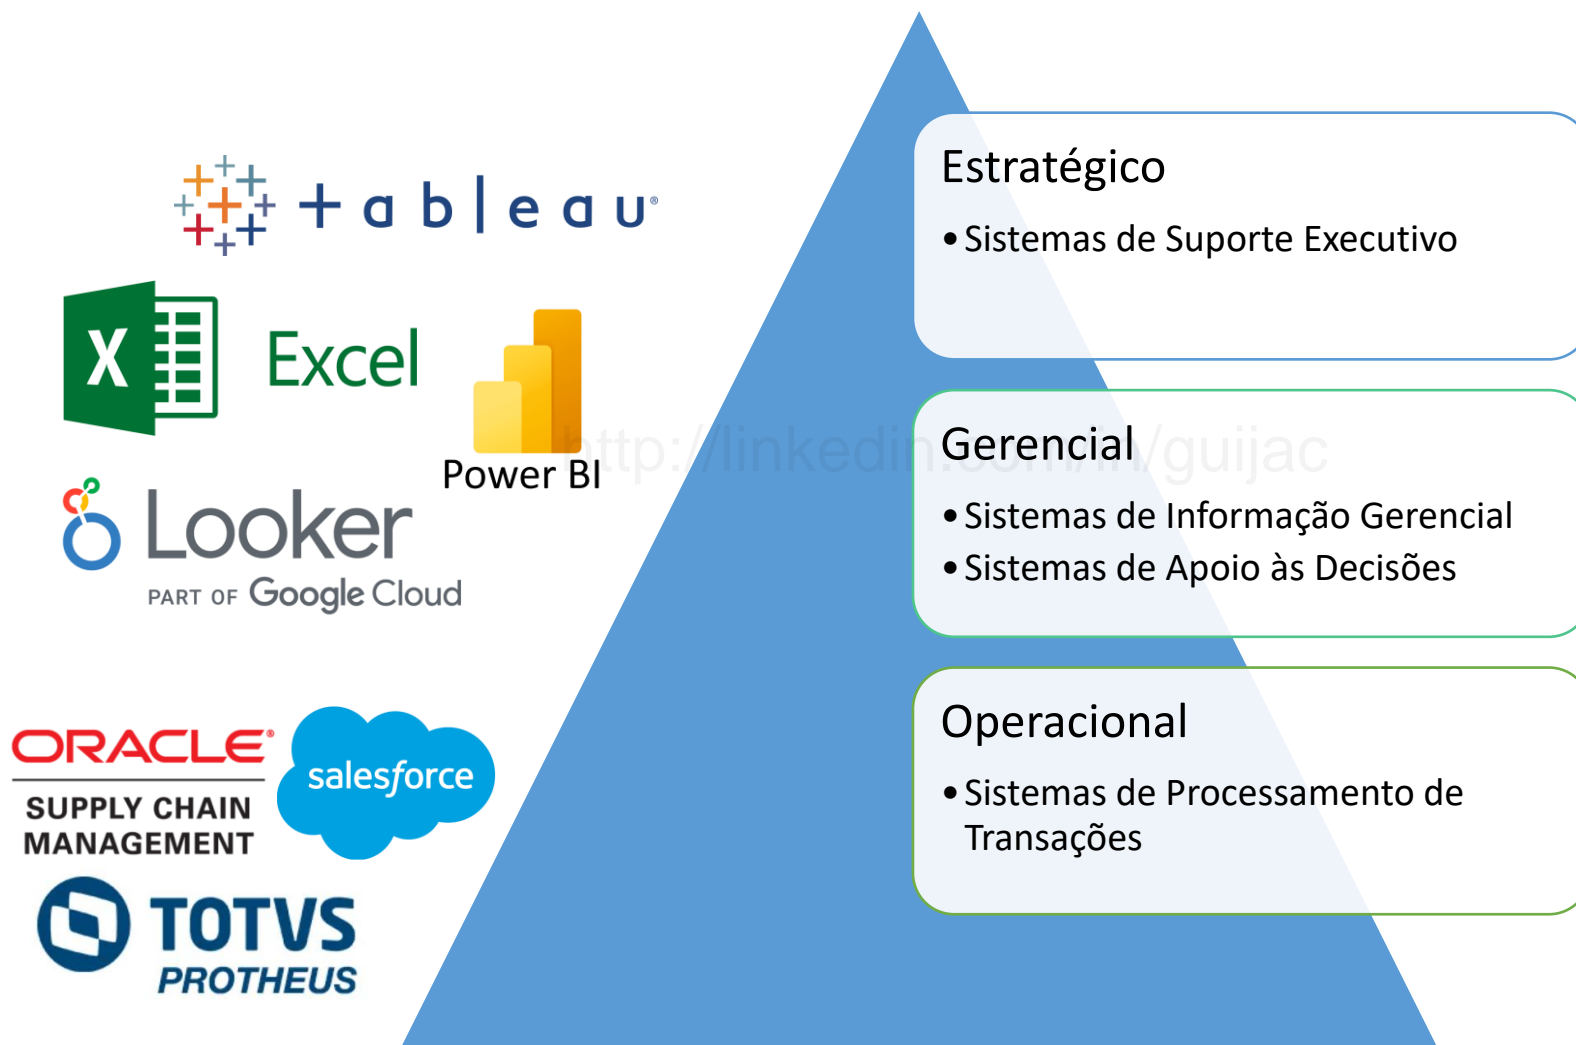 tableau®
Excel
Power BI
Looker
PART OF Google Cloud
ORACLE®
SUPPLY CHAIN
MANAGEMENT
salesforce
TOTVS
PROTHEUS
Estratégico
•Sistemas de Suporte Executivo
http://linkedin.com/in/guijac
Gerencial
•Sistemas de Informação Gerencial
•Sistemas de Apoio às Decisões
Operacional
•Sistemas de Processamento de
Transações